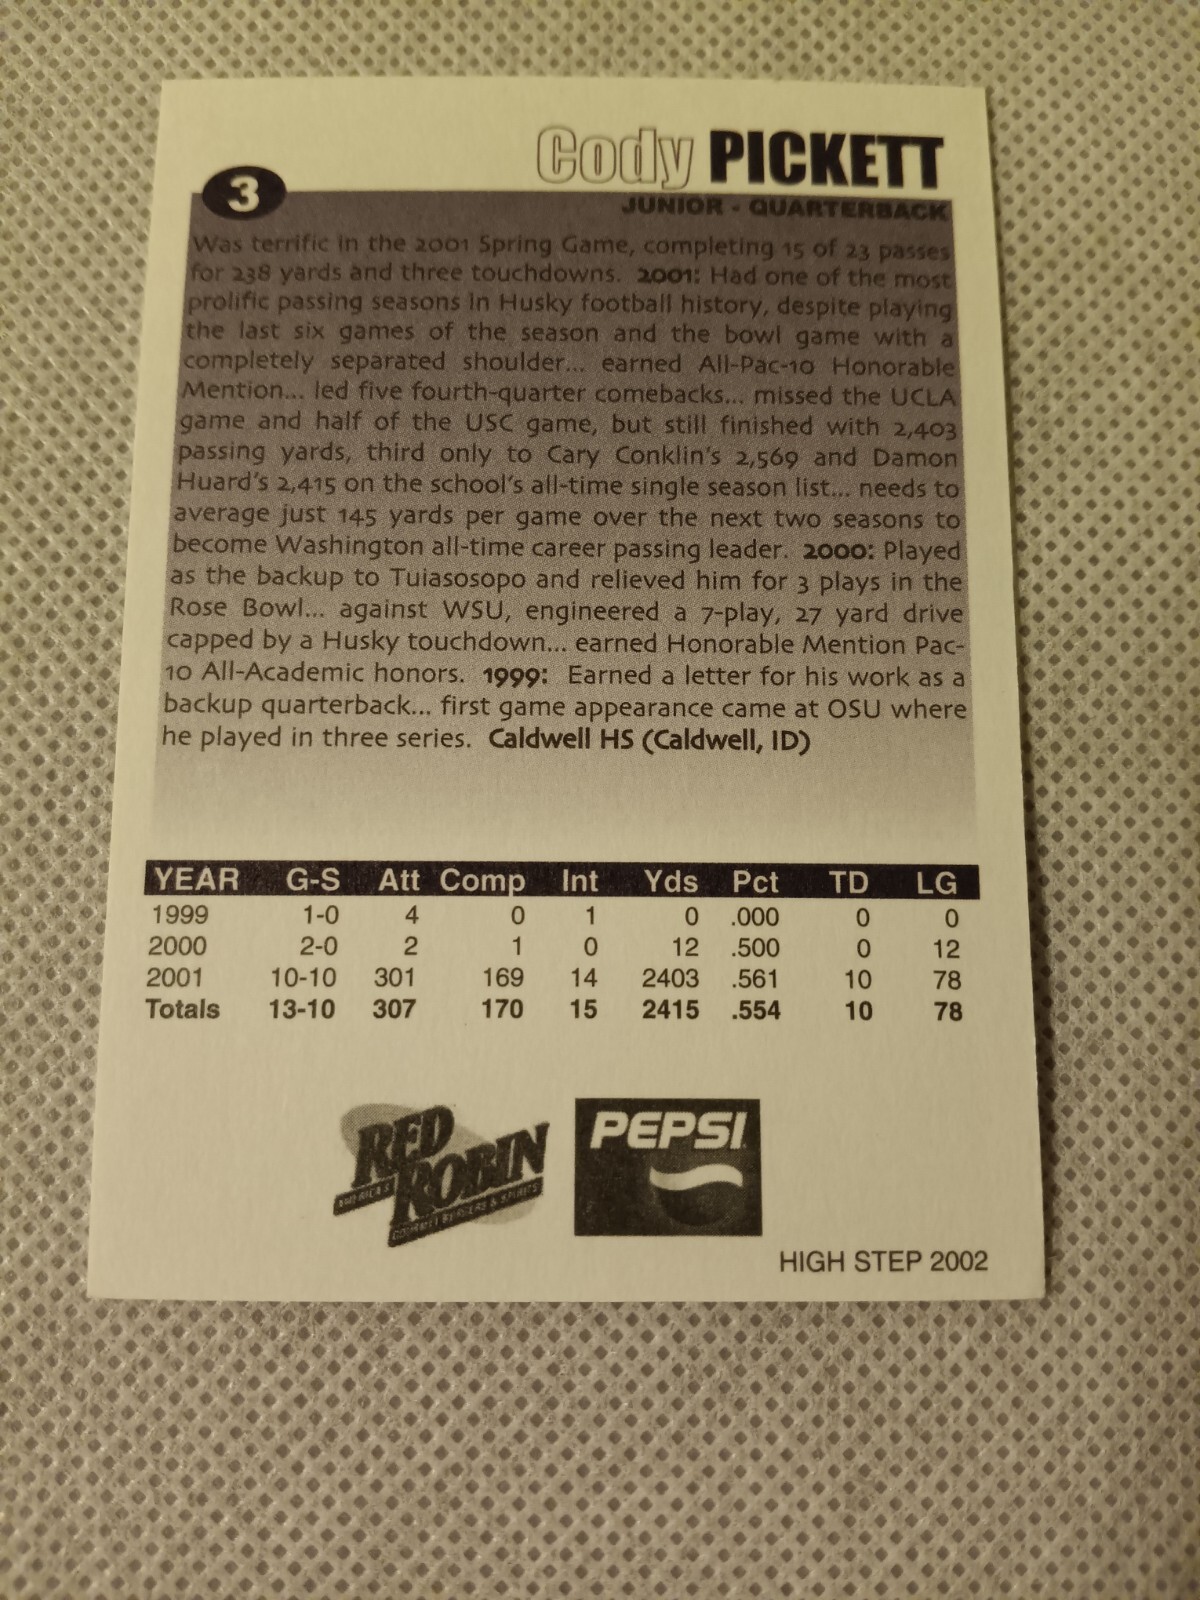 Cody PICKETT
3
JUNIOR - QUARTERBACK
Was terrific in the 2001 Spring Game, completing 15 of 23 passes
for 238 yards and three touchdowns. 2001: Had one of the most
prolific passing seasons in Husky football history, despite playing
the last six games of the season and the bowl game with a
completely separated shoulder... earned All-Pac-10 Honorable
Mention... led five fourth-quarter comebacks... missed the UCLA
game and half of the USC game, but still finished with 2,403
passing yards, third only to Cary Conklin's 2,569 and Damon
Huard's 2,415 on the school's all-time single season list... needs to
average just 145 yards per game over the next two seasons to
become Washington all-time career passing leader. 2000: Played
as the backup to Tuiasosopo and relieved him for 3 plays in the
Rose Bowl... against WSU, engineered a 7-play, 27 yard drive
capped by a Husky touchdown... earned Honorable Mention Pac-
10 All-Academic honors. 1999: Earned a letter for his work as a
backup quarterback... first game appearance came at OSU where
he played in three series. Caldwell HS (Caldwell, ID)
YEAR G-S Att Comp Int Yds Pct TD LG
1999 1-0 4 0 1 0 .000 0 0
2000 2-0 2 1 0 12 .500 0 12
2001 10-10 301 169 14 2403 .561 10 78
Totals 13-10 307 170 15 2415 .554 10 78
RED
ROBIN
AMERICA'S
GOURMET BURGERS & SPIRITS
PEPSI
HIGH STEP 2002